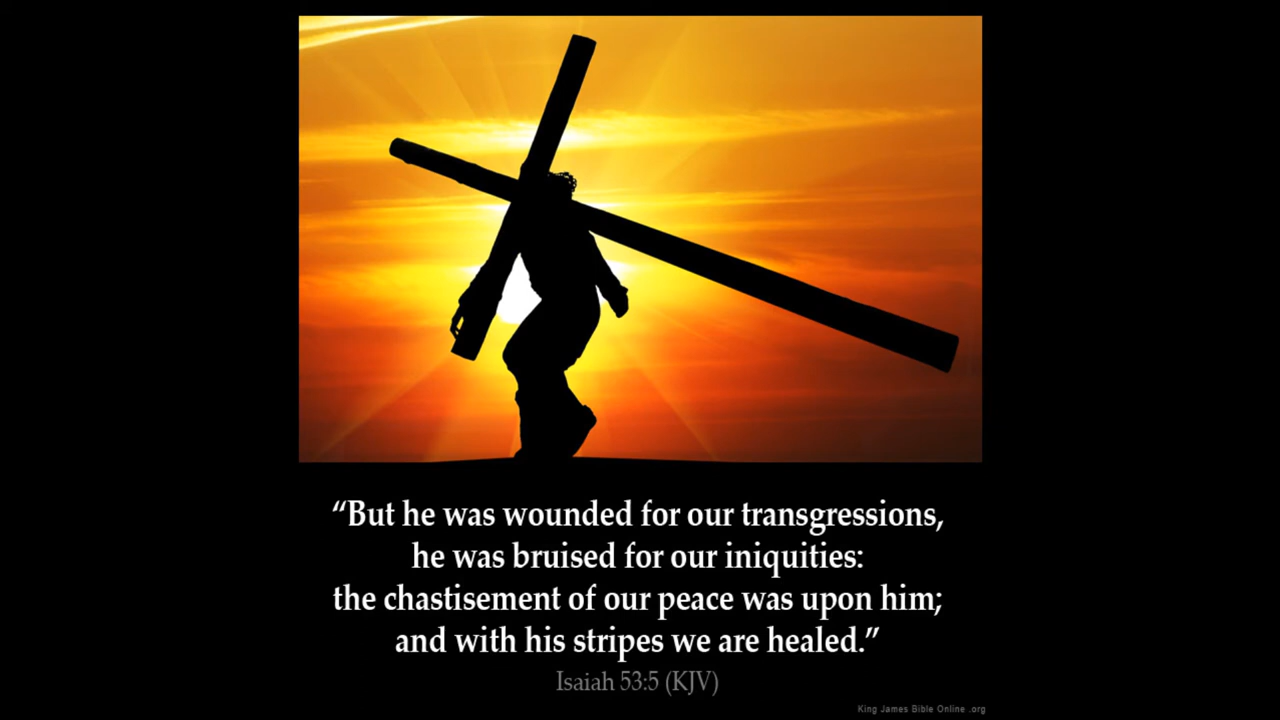 “But he was wounded for our transgressions,
he was bruised for our iniquities:
the chastisement of our peace was upon him;
and with his stripes we are healed.”
Isaiah 53:5 (KJV)
King James Bible Online .org